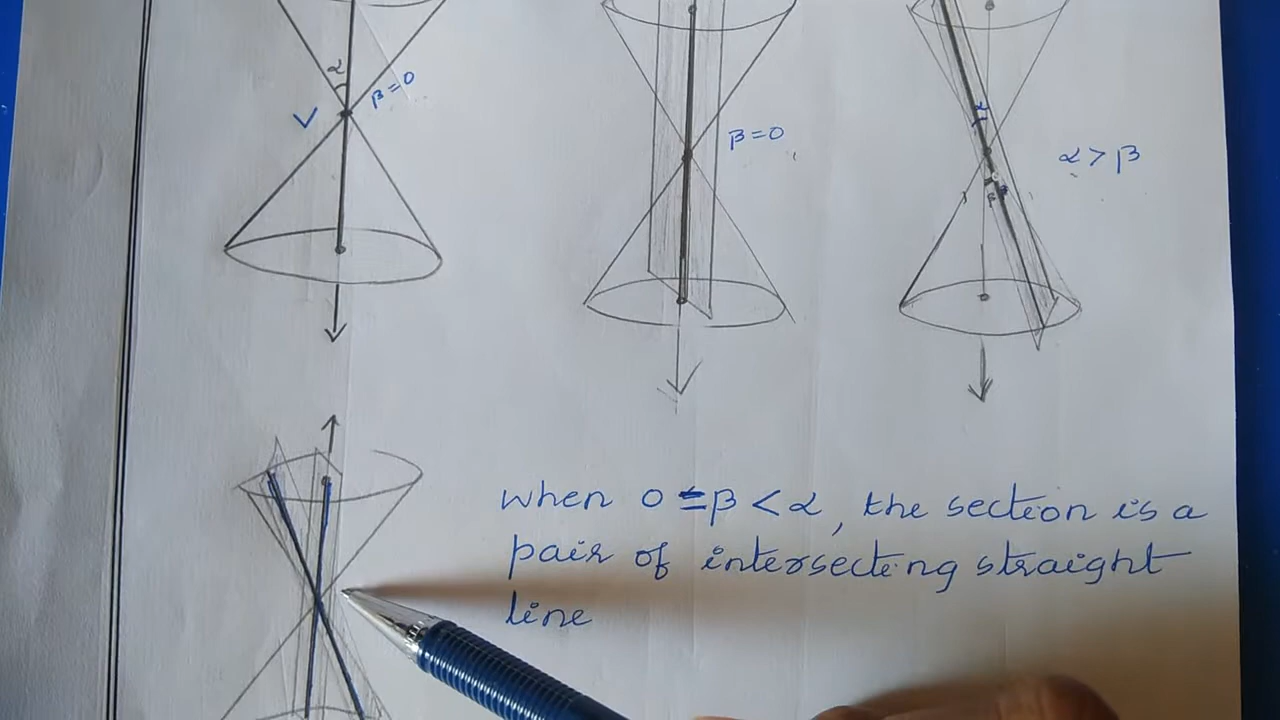 α
β=0
V
β=0
α
β
α > β
when 0 ≤ β < α, the section is a
pair of intersecting straight
line